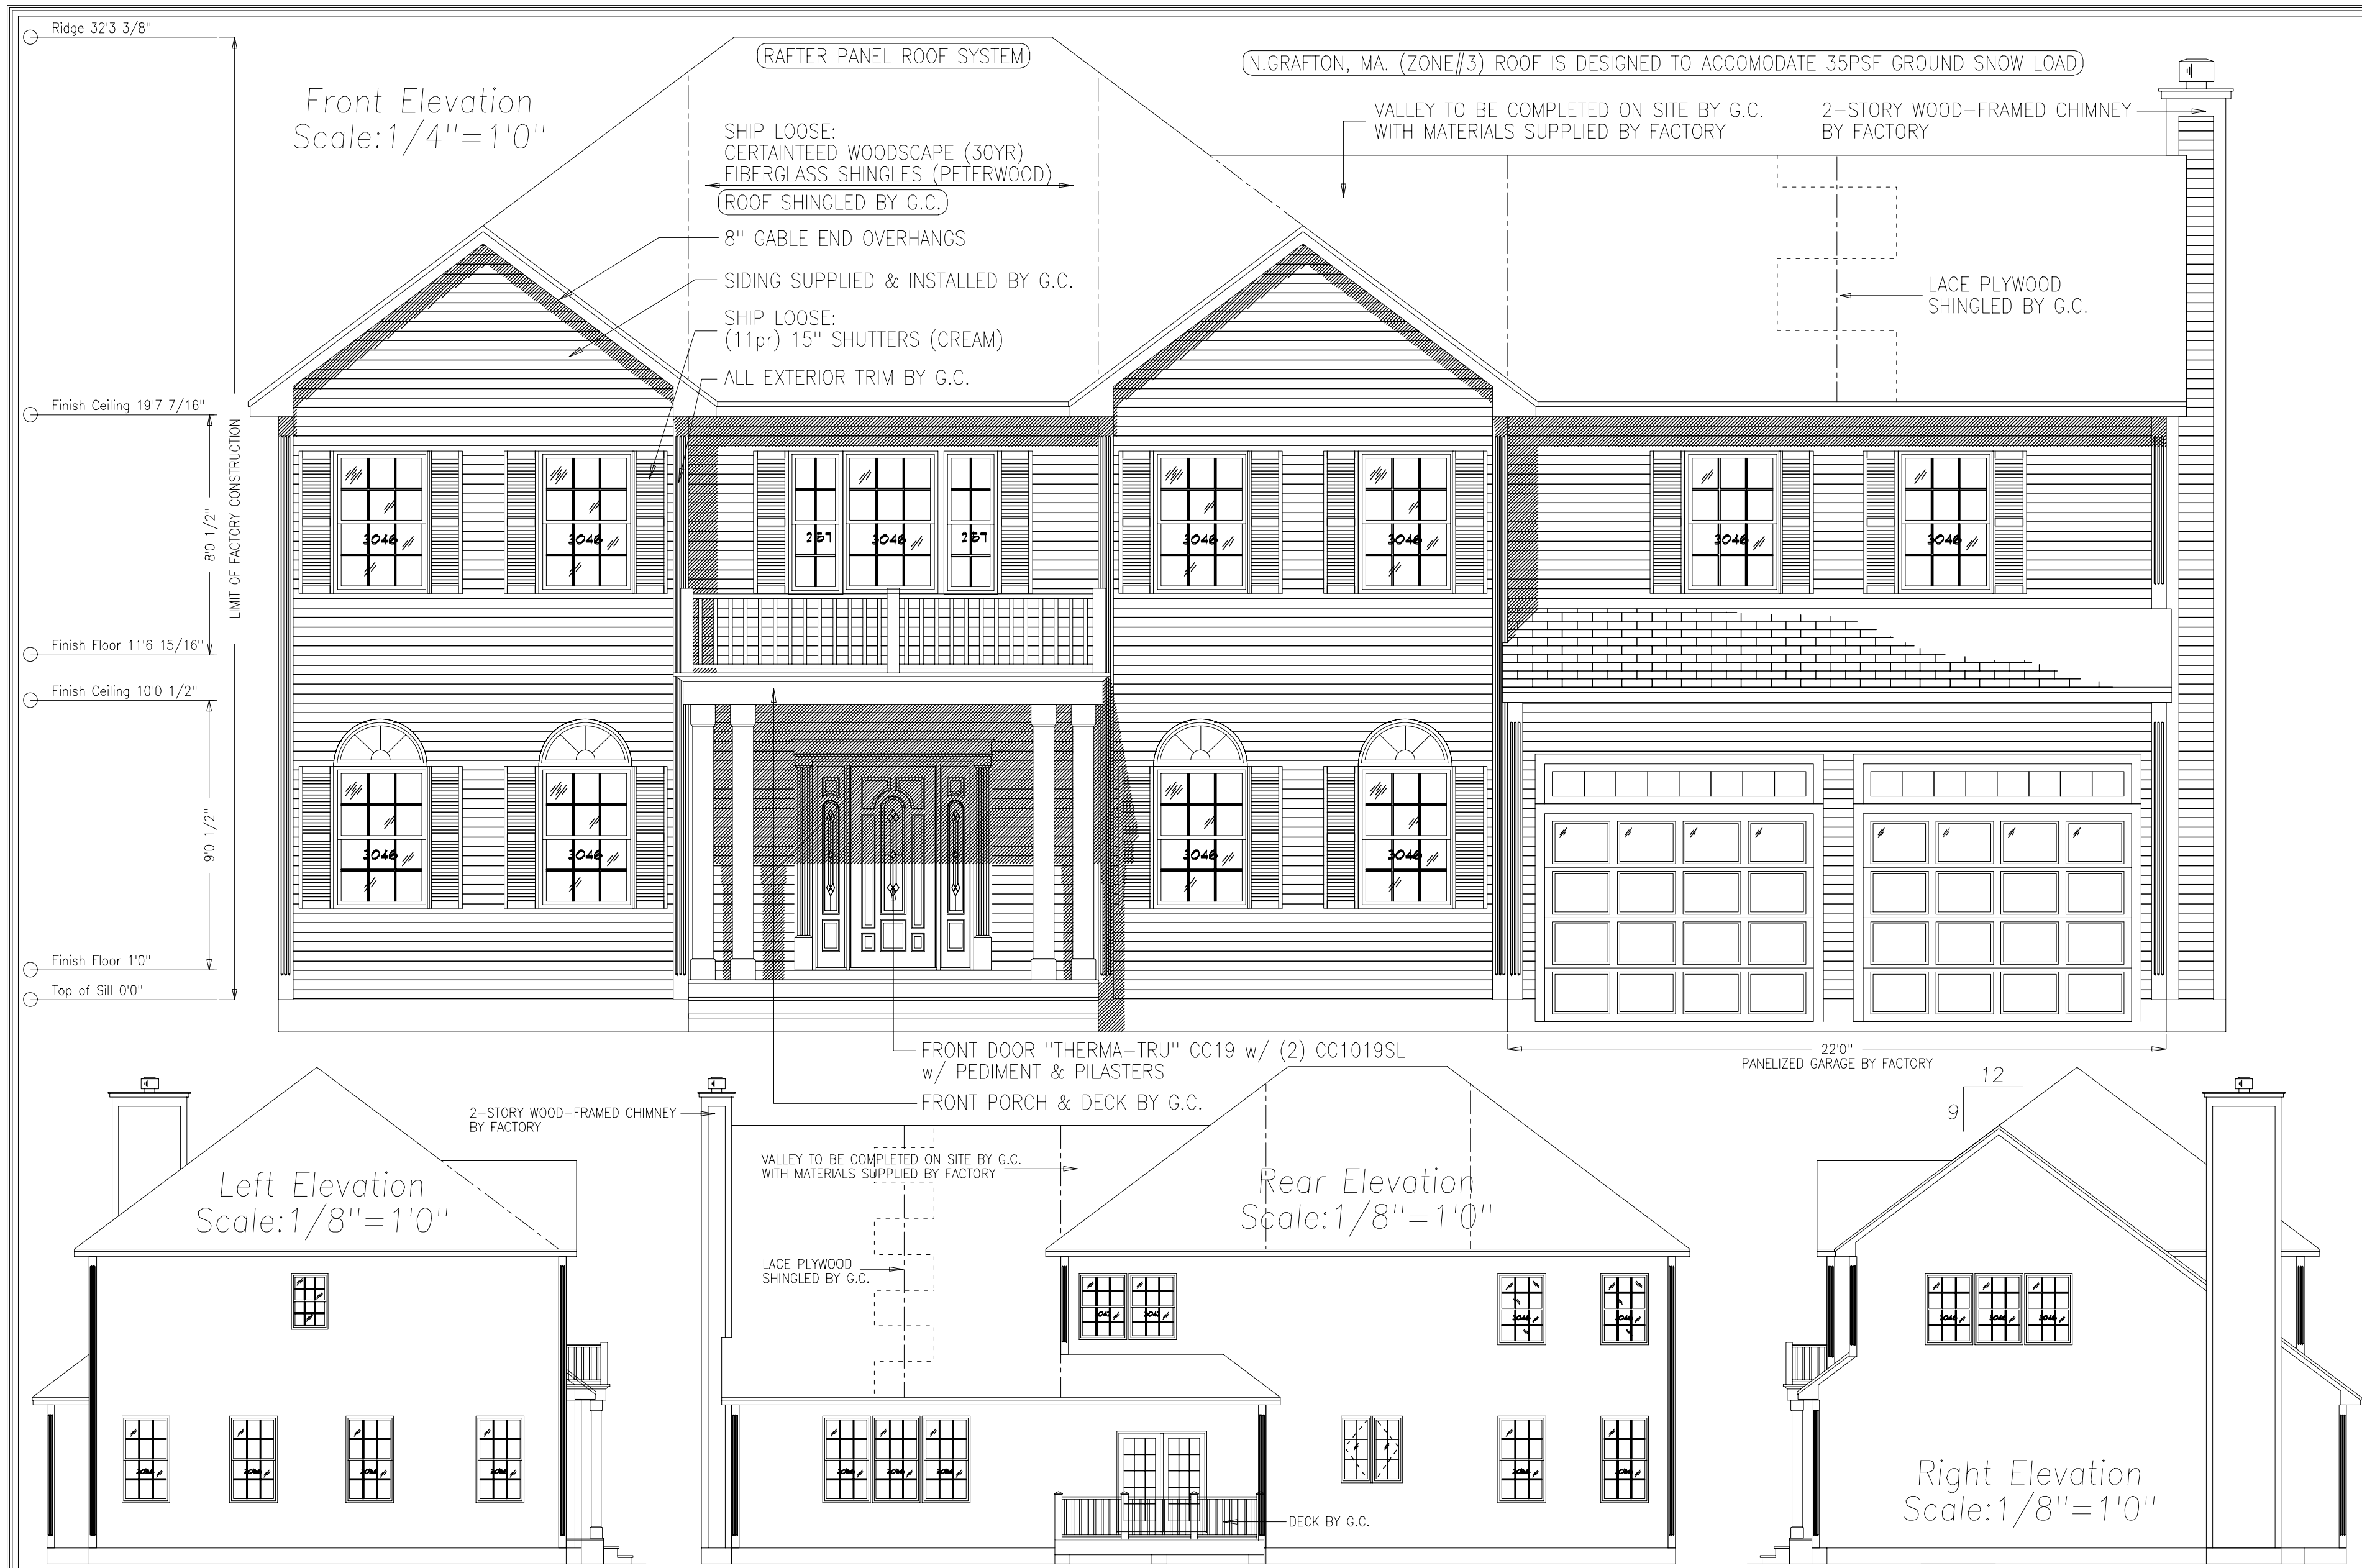 Ridge 32'3 3/8"
Front Elevation
Scale:1/4"=1'0"
RAFTER PANEL ROOF SYSTEM
N.GRAFTON, MA. (ZONE#3) ROOF IS DESIGNED TO ACCOMODATE 35PSF GROUND SNOW LOAD
SHIP LOOSE:
CERTAINTEED WOODSCAPE (30YR)
FIBERGLASS SHINGLES (PETERWOOD)
ROOF SHINGLED BY G.C.
VALLEY TO BE COMPLETED ON SITE BY G.C.
WITH MATERIALS SUPPLIED BY FACTORY
2-STORY WOOD-FRAMED CHIMNEY
BY FACTORY
8" GABLE END OVERHANGS
SIDING SUPPLIED & INSTALLED BY G.C.
SHIP LOOSE:
(11pr) 15" SHUTTERS (CREAM)
ALL EXTERIOR TRIM BY G.C.
LACE PLYWOOD
SHINGLED BY G.C.
Finish Ceiling 19'7 7/16"
8'0 1/2"
LIMIT OF FACTORY CONSTRUCTION
3046
3046
3046
3046
3046
3046
3046
Finish Floor 11'6 15/16"
Finish Ceiling 10'0 1/2"
9'0 1/2"
3046
3046
3046
3046
Finish Floor 1'0"
Top of Sill 0'0"
FRONT DOOR "THERMA-TRU" CC19 w/ (2) CC1019SL
w/ PEDIMENT & PILASTERS
FRONT PORCH & DECK BY G.C.
22'0"
PANELIZED GARAGE BY FACTORY
Left Elevation
Scale:1/8"=1'0"
2-STORY WOOD-FRAMED CHIMNEY
BY FACTORY
VALLEY TO BE COMPLETED ON SITE BY G.C.
WITH MATERIALS SUPPLIED BY FACTORY
LACE PLYWOOD
SHINGLED BY G.C.
Rear Elevation
Scale:1/8"=1'0"
DECK BY G.C.
12
9
3046
3046
3046
Right Elevation
Scale:1/8"=1'0"